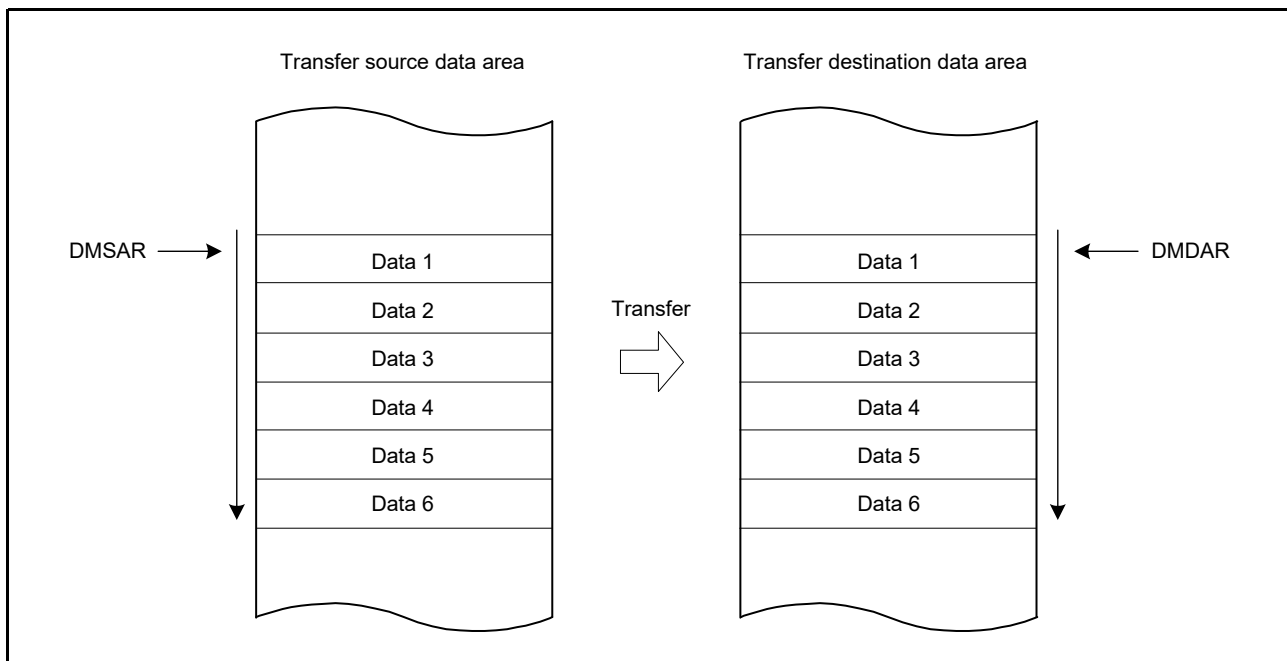 Transfer source data area
Transfer destination data area
DMSAR
Data 1
Data 2
Data 3
Data 4
Data 5
Data 6
Transfer
Data 1
Data 2
Data 3
Data 4
Data 5
Data 6
DMDAR